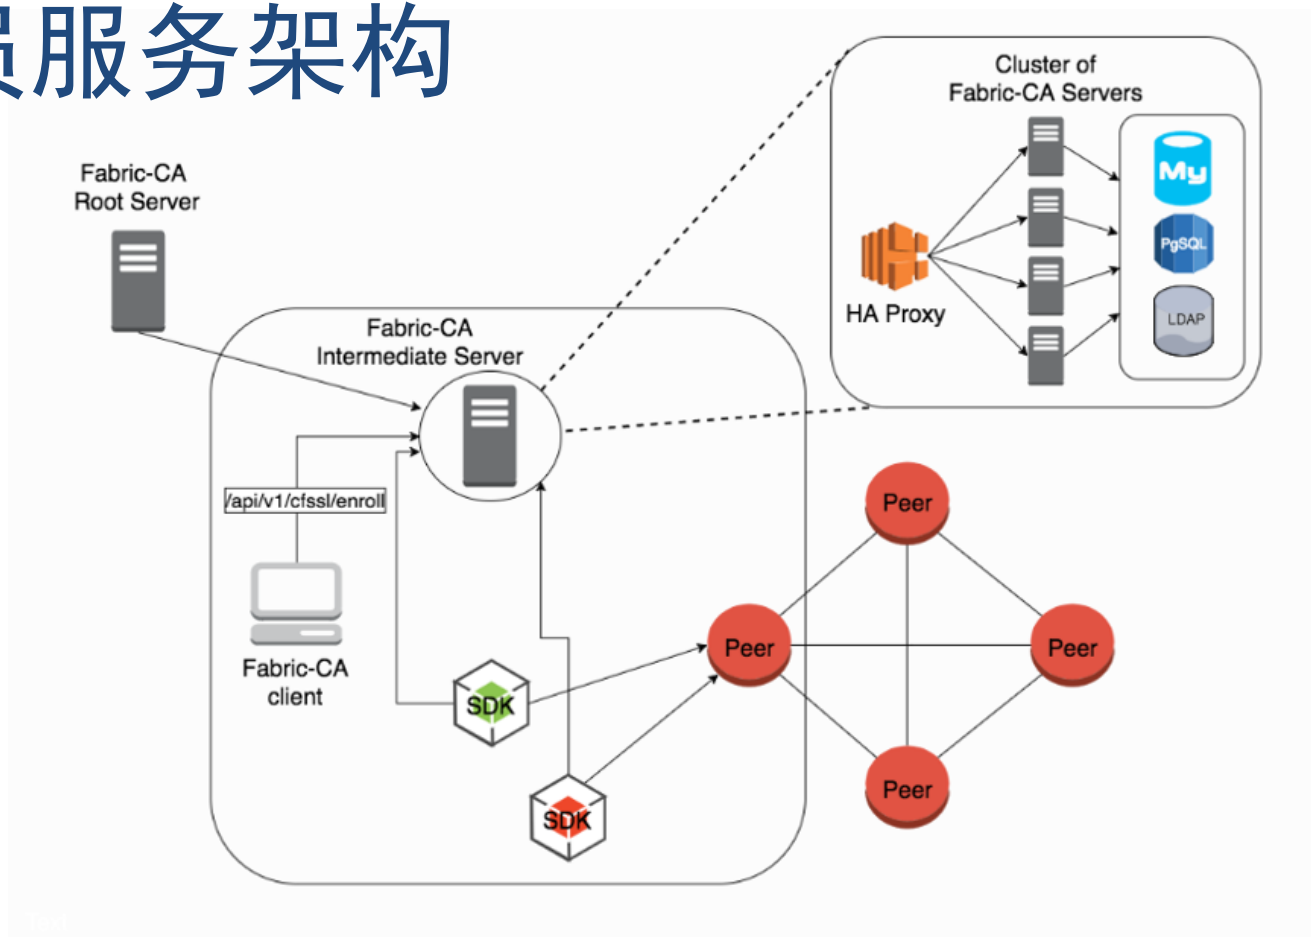 员服务架构
Cluster of
Fabric-CA Servers
My
PgSQL
LDAP
HA Proxy
Fabric-CA
Root Server
Fabric-CA
Intermediate Server
/api/v1/cfssl/enroll
Fabric-CA
client
SDK
SDK
Peer
Peer
Peer
Peer